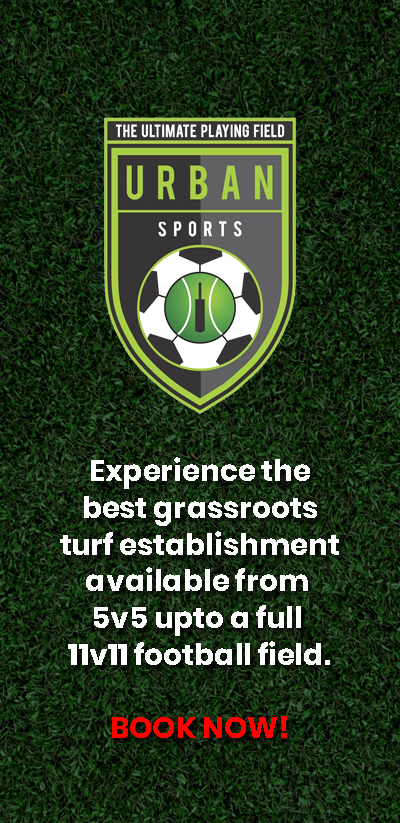 THE ULTIMATE PLAYING FIELD
URBAN
SPORTS
Experience the
best grassroots
turf establishment
available from
5v5 upto a full
11v11 football field.
BOOK NOW!